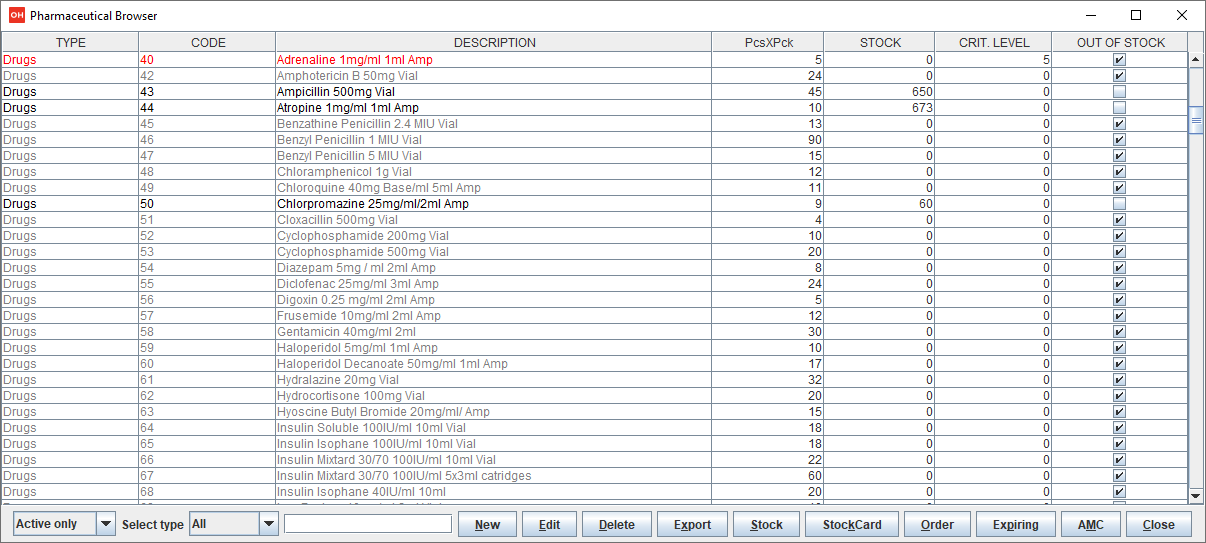 OH Pharmaceutical Browser
TYPE CODE DESCRIPTION PcsXPck STOCK CRIT. LEVEL OUT OF STOCK
Drugs 40 Adrenaline 1mg/ml 1ml Amp 5 0 5
Drugs 42 Amphotericin B 50mg Vial 24 0 0
Drugs 43 Ampicillin 500mg Vial 45 650 0
Drugs 44 Atropine 1mg/ml 1ml Amp 10 673 0
Drugs 45 Benzathine Penicillin 2.4 MIU Vial 13 0 0
Drugs 46 Benzyl Penicillin 1 MIU Vial 90 0 0
Drugs 47 Benzyl Penicillin 5 MIU Vial 15 0 0
Drugs 48 Chloramphenicol 1g Vial 12 0 0
Drugs 49 Chloroquine 40mg Base/ml 5ml Amp 11 0 0
Drugs 50 Chlorpromazine 25mg/ml/2ml Amp 9 60 0
Drugs 51 Cloxacillin 500mg Vial 4 0 0
Drugs 52 Cyclophosphamide 200mg Vial 10 0 0
Drugs 53 Cyclophosphamide 500mg Vial 20 0 0
Drugs 54 Diazepam 5mg / ml 2ml Amp 8 0 0
Drugs 55 Diclofenac 25mg/ml 3ml Amp 24 0 0
Drugs 56 Digoxin 0.25 mg/ml 2ml Amp 5 0 0
Drugs 57 Frusemide 10mg/ml 2ml Amp 12 0 0
Drugs 58 Gentamicin 40mg/ml 2ml 30 0 0
Drugs 59 Haloperidol 5mg/ml 1ml Amp 10 0 0
Drugs 60 Haloperidol Decanoate 50mg/ml 1ml Amp 17 0 0
Drugs 61 Hydralazine 20mg Vial 32 0 0
Drugs 62 Hydrocortisone 100mg Vial 20 0 0
Drugs 63 Hyoscine Butyl Bromide 20mg/ml/ Amp 15 0 0
Drugs 64 Insulin Soluble 100IU/ml 10ml Vial 18 0 0
Drugs 65 Insulin Isophane 100IU/ml 10ml Vial 18 0 0
Drugs 66 Insulin Mixtard 30/70 100IU/ml 10ml Vial 22 0 0
Drugs 67 Insulin Mixtard 30/70 100IU/ml 5x3ml catridges 60 0 0
Drugs 68 Insulin Isophane 40IU/ml 10ml 20 0 0
Active only Select type All New Edit Delete Export Stock StockCard Order Expiring AMC Close